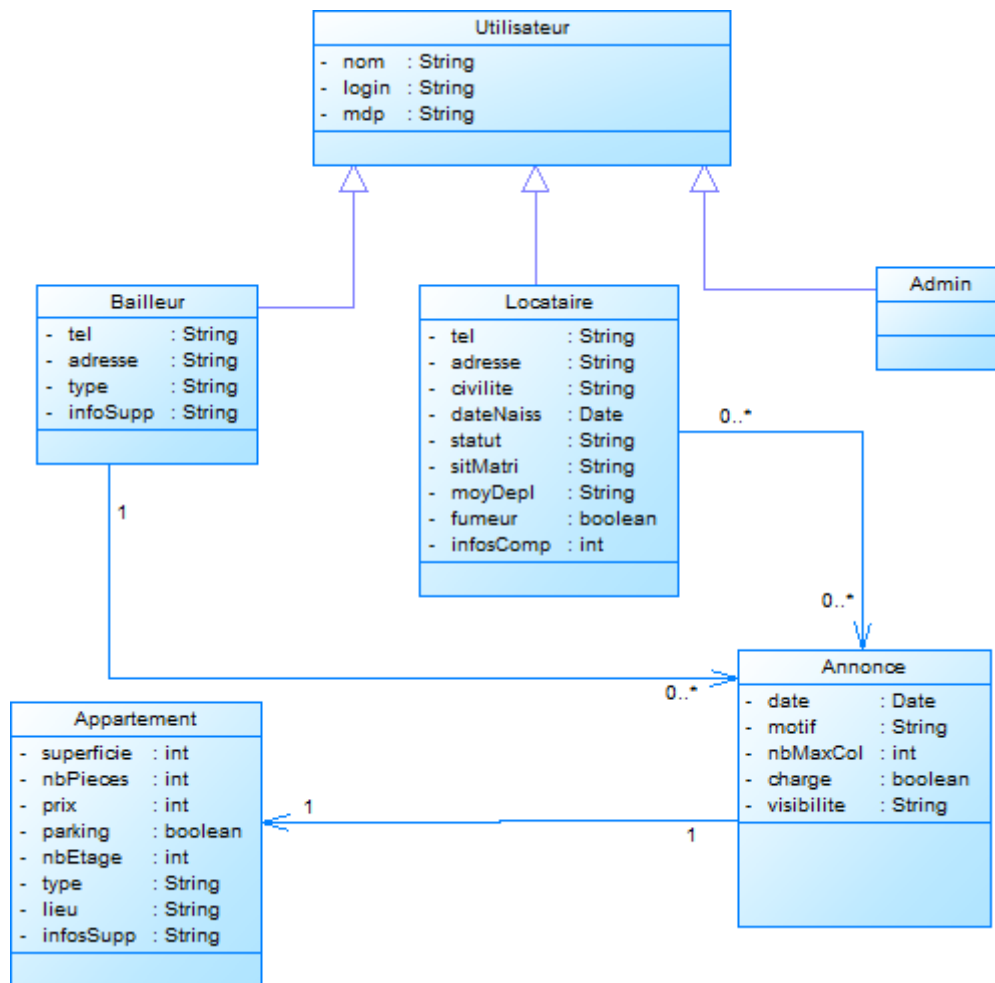 Utilisateur
- nom : String
- login : String
- mdp : String
Bailleur
- tel : String
- adresse : String
- type : String
- infoSupp : String
Locataire
- tel : String
- adresse : String
- civilite : String
- dateNaiss : Date
- statut : String
- sitMatri : String
- moyDepl : String
- fumeur : boolean
- infosComp : int
Admin
0..*
1
0..*
0..*
Annonce
- date : Date
- motif : String
- nbMaxCol : int
- charge : boolean
- visibilite : String
Appartement
- superficie : int
- nbPieces : int
- prix : int
- parking : boolean
- nbEtage : int
- type : String
- lieu : String
- infosSupp : String
1
1